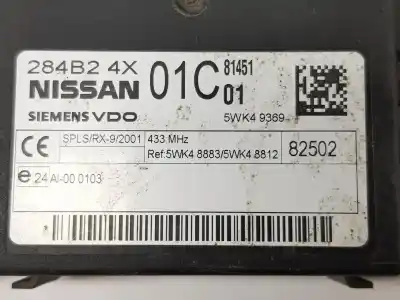 284B2 4X 01C 81451
NISSAN 01
SIEMENS VDO 5WK4 9369
CE SPLS/RX-9/2001 433 MHz
Ref:5WK4 8883/5WK4 8812 82502
e 24 AI-00 0103